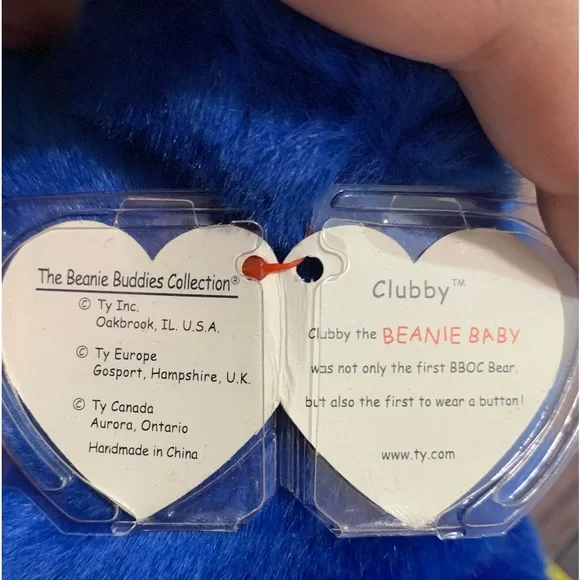 The Beanie Buddies Collection®
© Ty Inc.
Oakbrook, IL. U.S.A.
© Ty Europe
Gosport, Hampshire, U.K.
© Ty Canada
Aurora, Ontario
Handmade in China
Clubby™
Clubby the BEANIE BABY
was not only the first BBOC Bear,
but also the first to wear a button!
www.ty.com